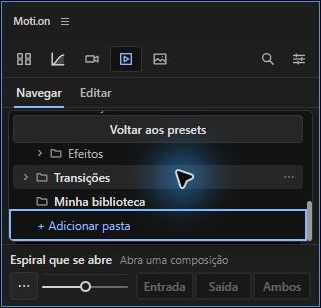 Moti.on
Navegar Editar
Voltar aos presets
Efeitos
Transições ...
Minha biblioteca
+ Adicionar pasta
Espiral que se abre Abra uma composição
... Entrada Saída Ambos